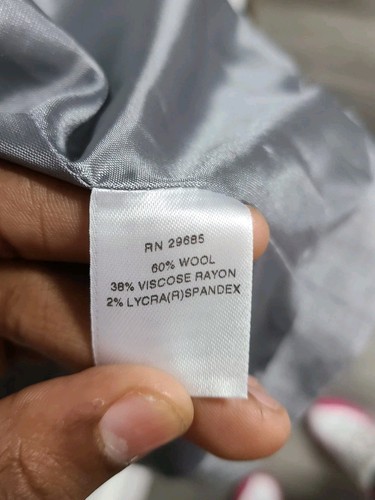 RN 29685
60% WOOL
38% VISCOSE RAYON
2% LYCRA(R)SPANDEX